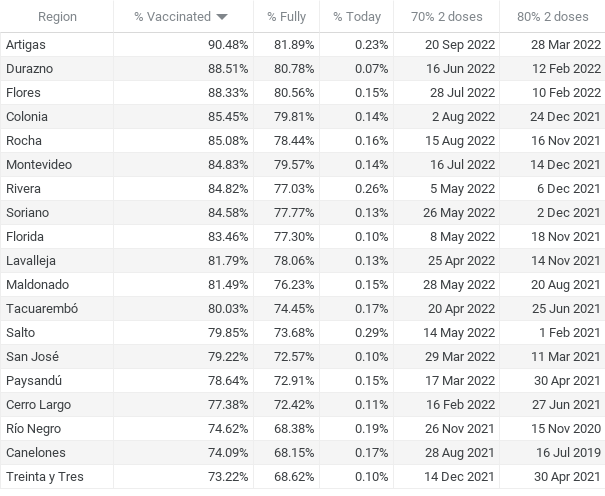 Region % Vaccinated % Fully % Today 70% 2 doses 80% 2 doses
Artigas 90.48% 81.89% 0.23% 20 Sep 2022 28 Mar 2022
Durazno 88.51% 80.78% 0.07% 16 Jun 2022 12 Feb 2022
Flores 88.33% 80.56% 0.15% 28 Jul 2022 10 Feb 2022
Colonia 85.45% 79.81% 0.14% 2 Aug 2022 24 Dec 2021
Rocha 85.08% 78.44% 0.16% 15 Aug 2022 16 Nov 2021
Montevideo 84.83% 79.57% 0.14% 16 Jul 2022 14 Dec 2021
Rivera 84.82% 77.03% 0.26% 5 May 2022 6 Dec 2021
Soriano 84.58% 77.77% 0.13% 26 May 2022 2 Dec 2021
Florida 83.46% 77.30% 0.10% 8 May 2022 18 Nov 2021
Lavalleja 81.79% 78.06% 0.13% 25 Apr 2022 14 Nov 2021
Maldonado 81.49% 76.23% 0.15% 28 May 2022 20 Aug 2021
Tacuarembó 80.03% 74.45% 0.17% 20 Apr 2022 25 Jun 2021
Salto 79.85% 73.68% 0.29% 14 May 2022 1 Feb 2021
San José 79.22% 72.57% 0.10% 29 Mar 2022 11 Mar 2021
Paysandú 78.64% 72.91% 0.15% 17 Mar 2022 30 Apr 2021
Cerro Largo 77.38% 72.42% 0.11% 16 Feb 2022 27 Jun 2021
Río Negro 74.62% 68.38% 0.19% 26 Nov 2021 15 Nov 2020
Canelones 74.09% 68.15% 0.17% 28 Aug 2021 16 Jul 2019
Treinta y Tres 73.22% 68.62% 0.10% 14 Dec 2021 30 Apr 2021